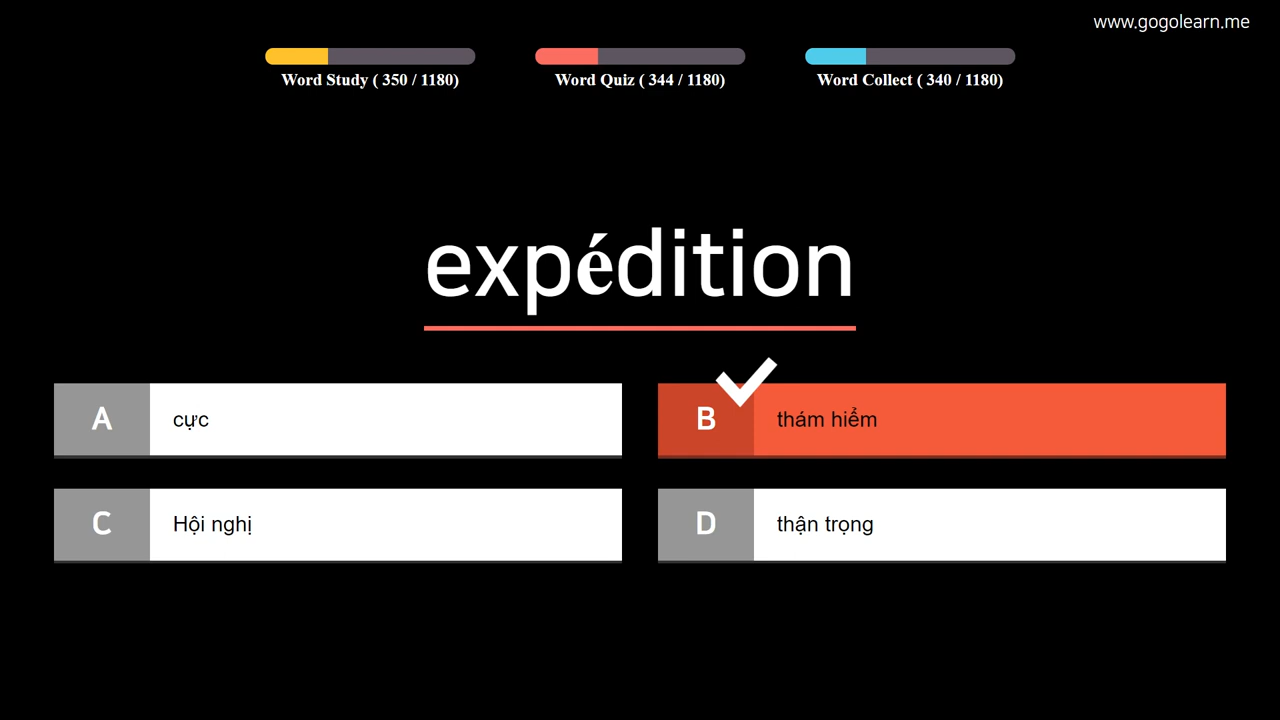 www.gogolearn.me
Word Study ( 350 / 1180)
Word Quiz ( 344 / 1180)
Word Collect ( 340 / 1180)
expédition
A
cực
B
thám hiểm
C
Hội nghị
D
thận trọng